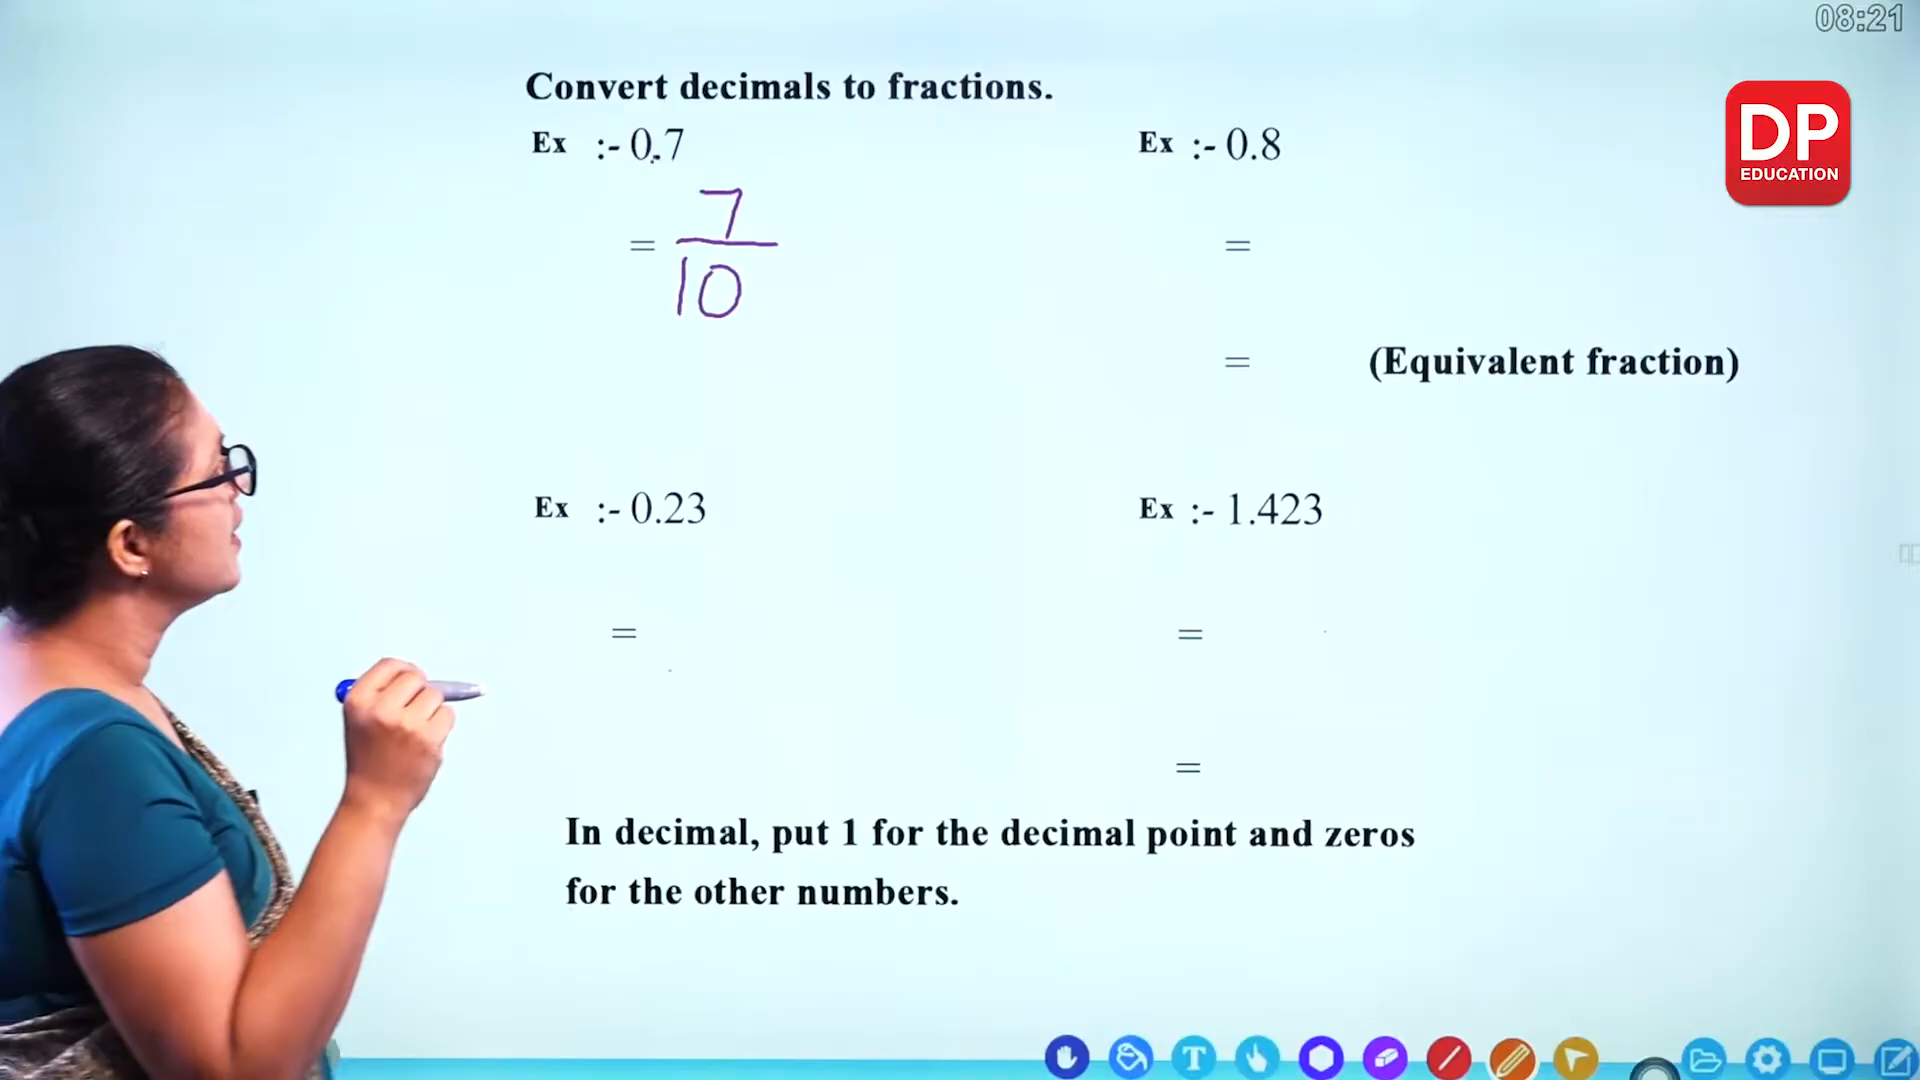 08:21
Convert decimals to fractions.
Ex :- 0.7
= 7/10
Ex :- 0.8
=
= (Equivalent fraction)
DP
EDUCATION
Ex :- 0.23
=
Ex :- 1.423
=
=
In decimal, put 1 for the decimal point and zeros
for the other numbers.
T